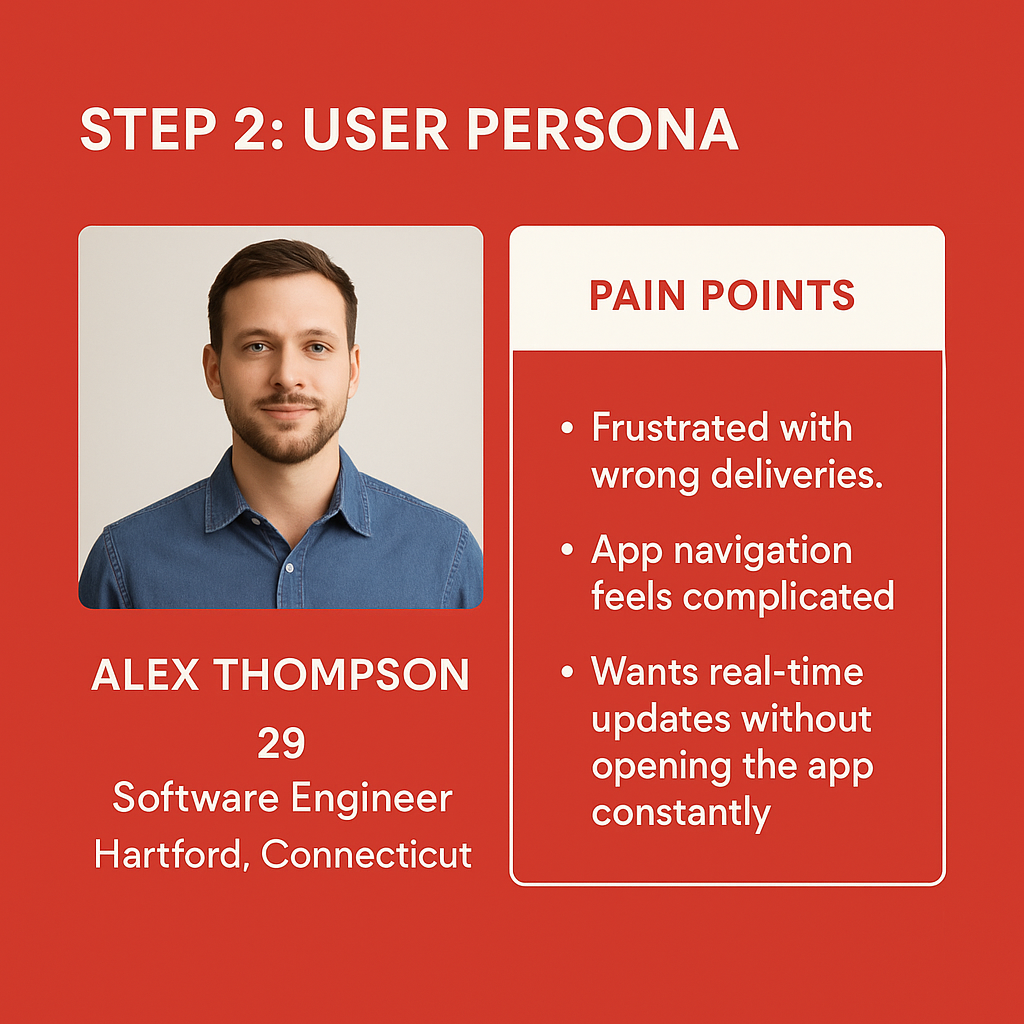 STEP 2: USER PERSONA
ALEX THOMPSON
29
Software Engineer
Hartford, Connecticut
PAIN POINTS
• Frustrated with
wrong deliveries.
• App navigation
feels complicated
• Wants real-time
updates without
opening the app
constantly